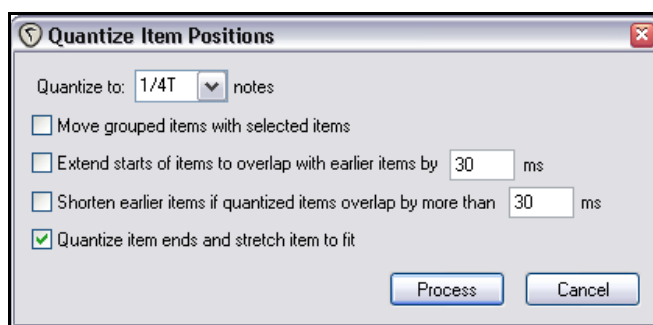 Quantize Item Positions
Quantize to: 1/4T notes
Move grouped items with selected items
Extend starts of items to overlap with earlier items by 30 ms
Shorten earlier items if quantized items overlap by more than 30 ms
Quantize item ends and stretch item to fit
Process Cancel